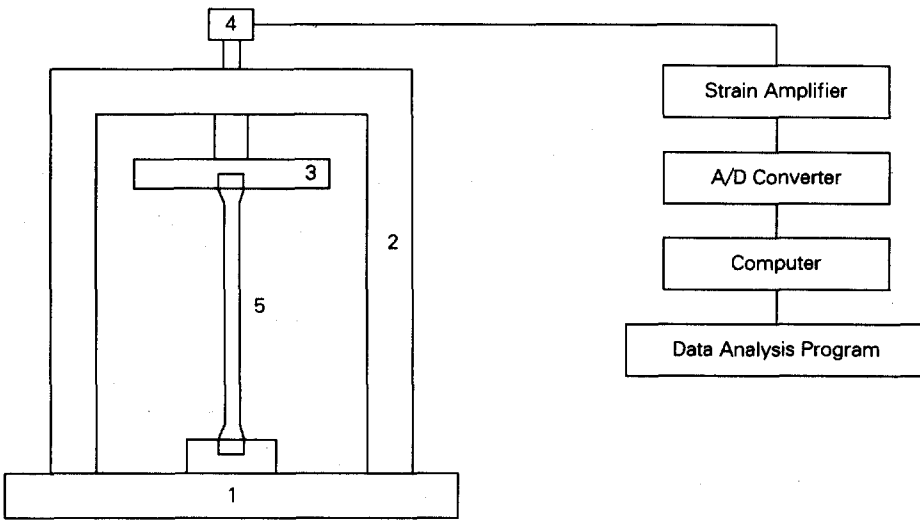 4
Strain Amplifier
3
A/D Converter
2
Computer
5
Data Analysis Program
1